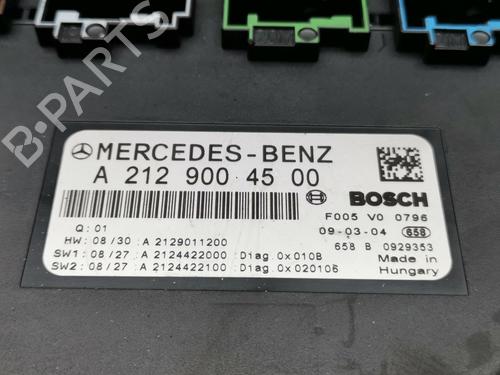 MERCEDES-BENZ
A 212 900 45 00
BOSCH
Q: 01
F005 V0 0796
HW: 08/30 : A 2129011200
09-03-04 658
SW1 : 08/27 : A 2124422000 : Diag.0x010B
658 B 0929353
SW2 : 08/27 : A 2124422100 : Diag.0x020106
Made in
Hungary
B-PARTS